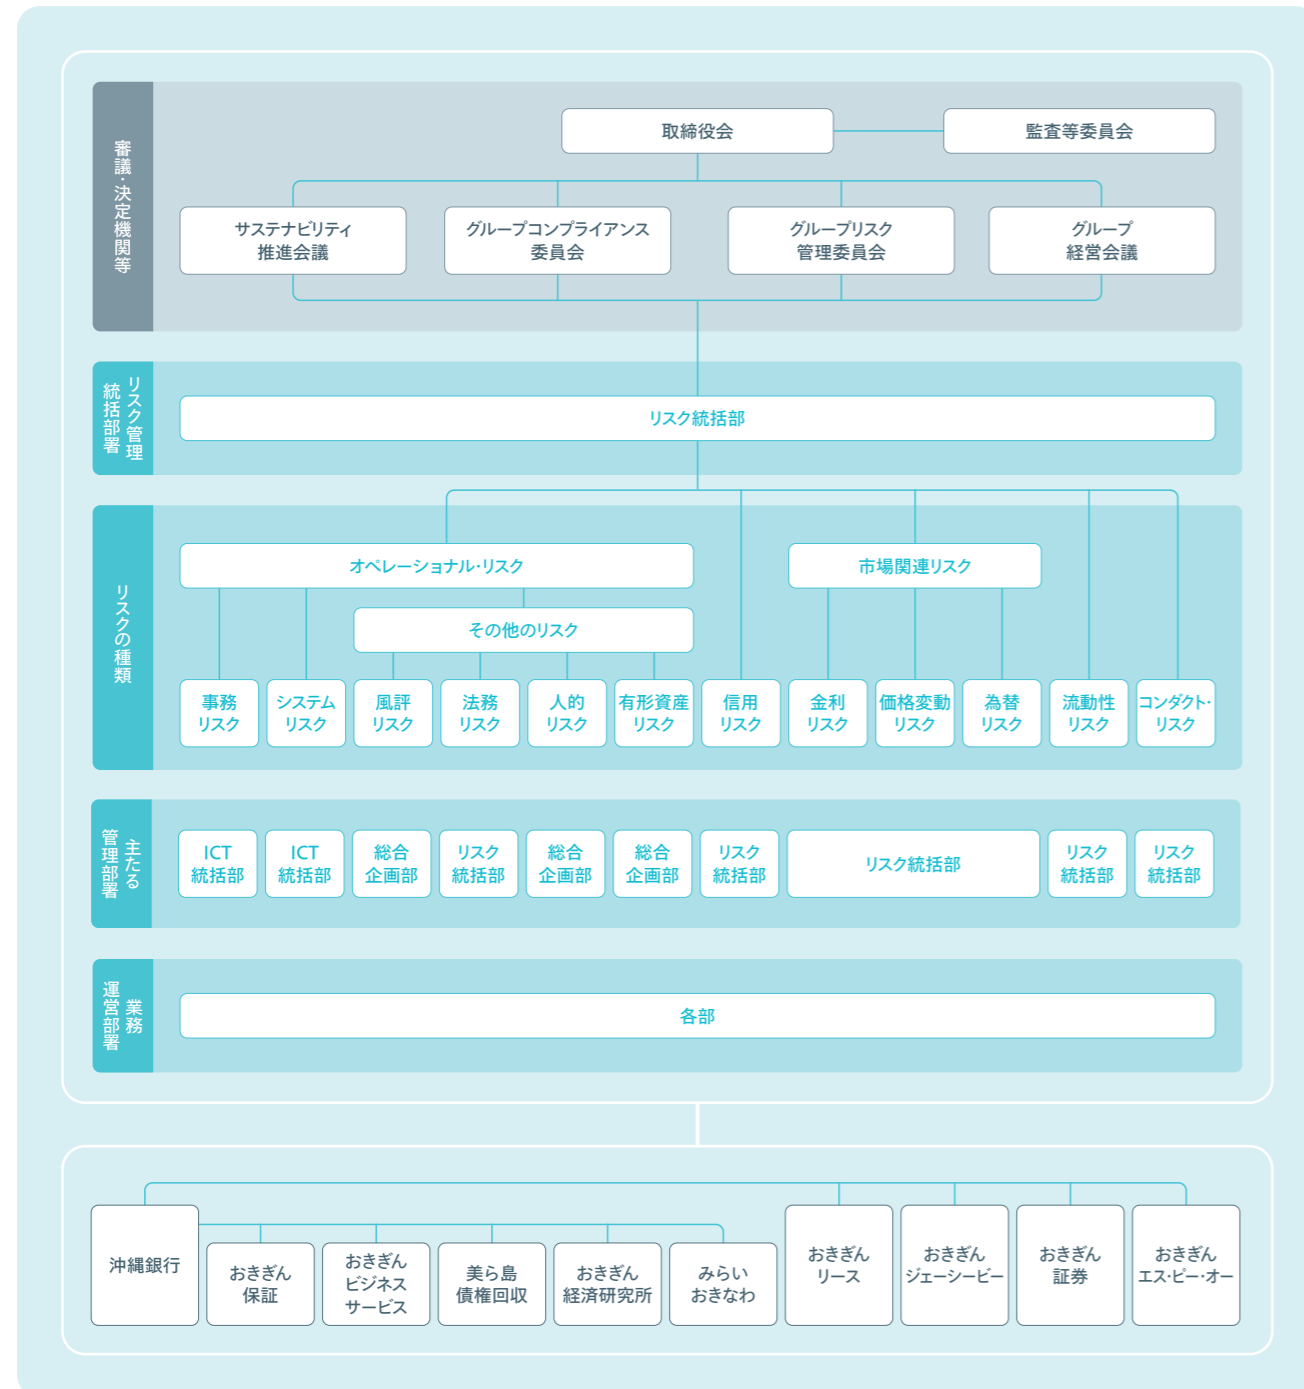 審議・決定機関等
取締役会
監査等委員会
サステナビリティ
推進会議
グループコンプライアンス
委員会
グループリスク
管理委員会
グループ
経営会議
リスク管理
統括部署
リスク統括部
リスクの種類
オペレーショナル・リスク
市場関連リスク
その他のリスク
事務
リスク
システム
リスク
風評
リスク
法務
リスク
人的
リスク
有形資産
リスク
信用
リスク
金利
リスク
価格変動
リスク
為替
リスク
流動性
リスク
コンダクト・
リスク
主たる
管理部署
ICT
統括部
ICT
統括部
総合
企画部
リスク
統括部
総合
企画部
総合
企画部
リスク
統括部
リスク統括部
リスク
統括部
リスク
統括部
業務
運営部署
各部
沖縄銀行
おきぎん
保証
おきぎん
ビジネス
サービス
美ら島
債権回収
おきぎん
経済研究所
みらい
おきなわ
おきぎん
リース
おきぎん
ジェーシービー
おきぎん
証券
おきぎん
エス・ピー・オー